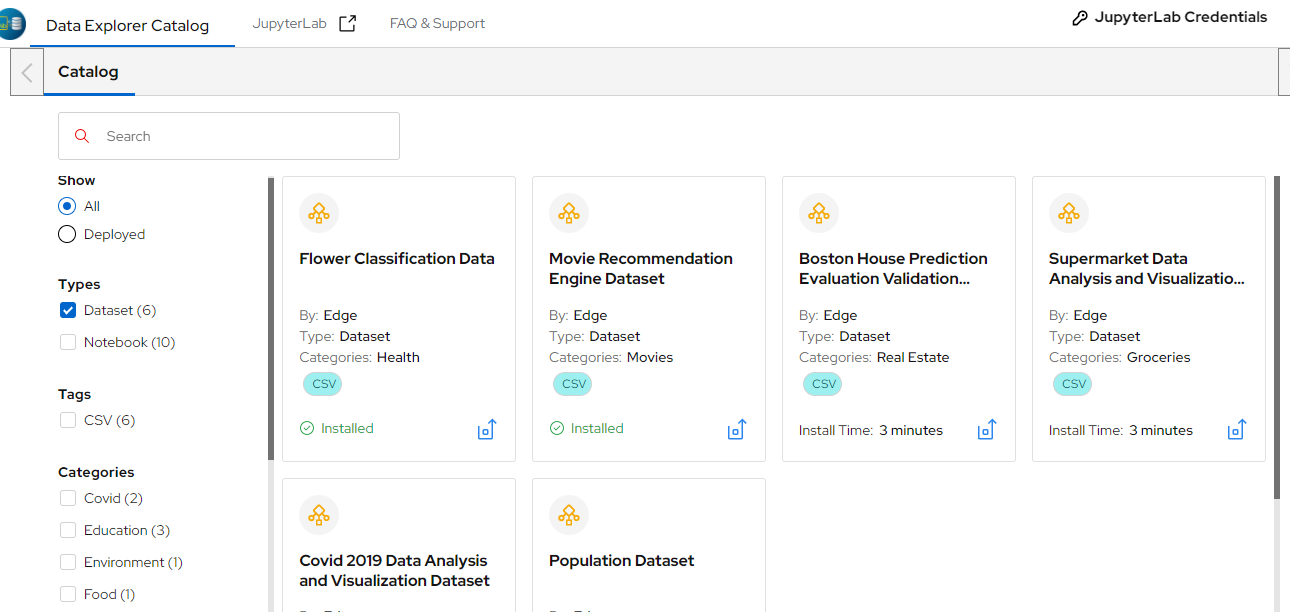 Data Explorer Catalog
JupyterLab
FAQ & Support
JupyterLab Credentials
Catalog
Search
Show
All
Deployed
Types
Dataset (6)
Notebook (10)
Tags
CSV (6)
Categories
Covid (2)
Education (3)
Environment (1)
Food (1)
Flower Classification Data
By: Edge
Type: Dataset
Categories: Health
CSV
Installed
Movie Recommendation
Engine Dataset
By: Edge
Type: Dataset
Categories: Movies
CSV
Installed
Boston House Prediction
Evaluation Validation...
By: Edge
Type: Dataset
Categories: Real Estate
CSV
Install Time: 3 minutes
Supermarket Data
Analysis and Visualizatio...
By: Edge
Type: Dataset
Categories: Groceries
CSV
Install Time: 3 minutes
Covid 2019 Data Analysis
and Visualization Dataset
Population Dataset